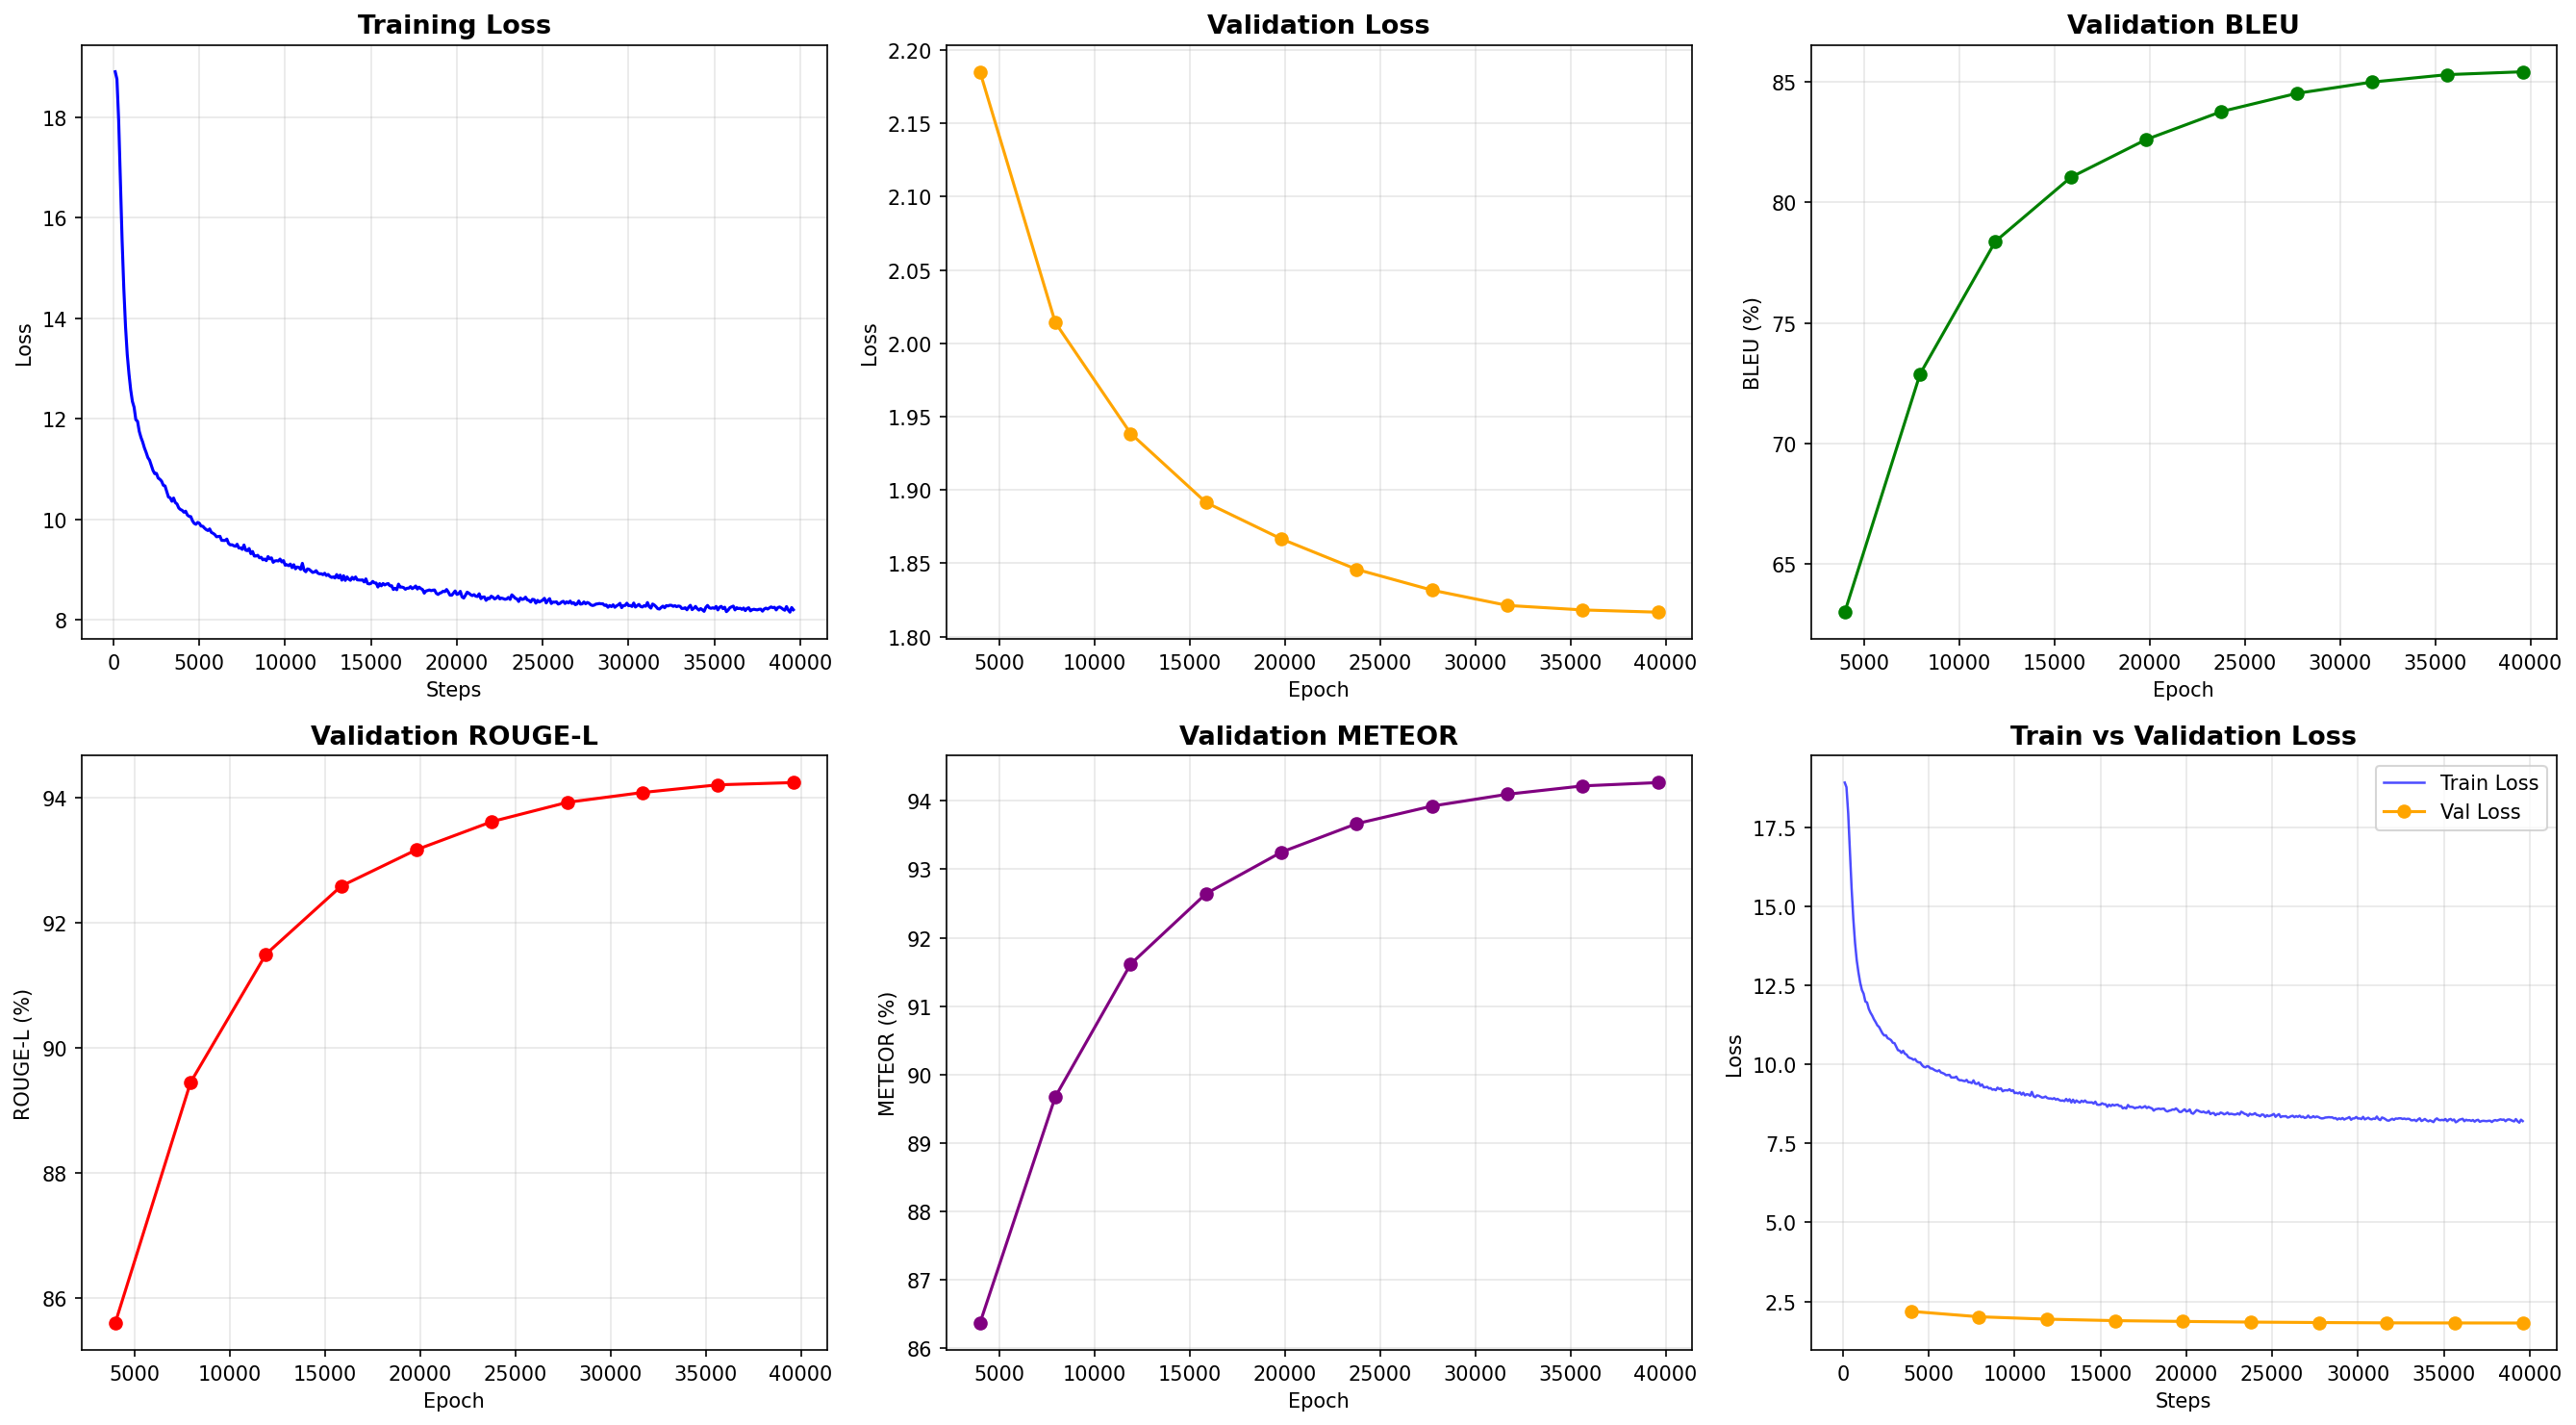 Training Loss
Loss
18
16
14
12
10
8
0 5000 10000 15000 20000 25000 30000 35000 40000
Steps
Validation Loss
Loss
2.20
2.15
2.10
2.05
2.00
1.95
1.90
1.85
1.80
5000 10000 15000 20000 25000 30000 35000 40000
Epoch
Validation BLEU
BLEU (%)
85
80
75
70
65
5000 10000 15000 20000 25000 30000 35000 40000
Epoch
Validation ROUGE-L
ROUGE-L (%)
94
92
90
88
86
5000 10000 15000 20000 25000 30000 35000 40000
Epoch
Validation METEOR
METEOR (%)
94
93
92
91
90
89
88
87
86
5000 10000 15000 20000 25000 30000 35000 40000
Epoch
Train vs Validation Loss
Loss
Train Loss
Val Loss
17.5
15.0
12.5
10.0
7.5
5.0
2.5
0 5000 10000 15000 20000 25000 30000 35000 40000
Steps